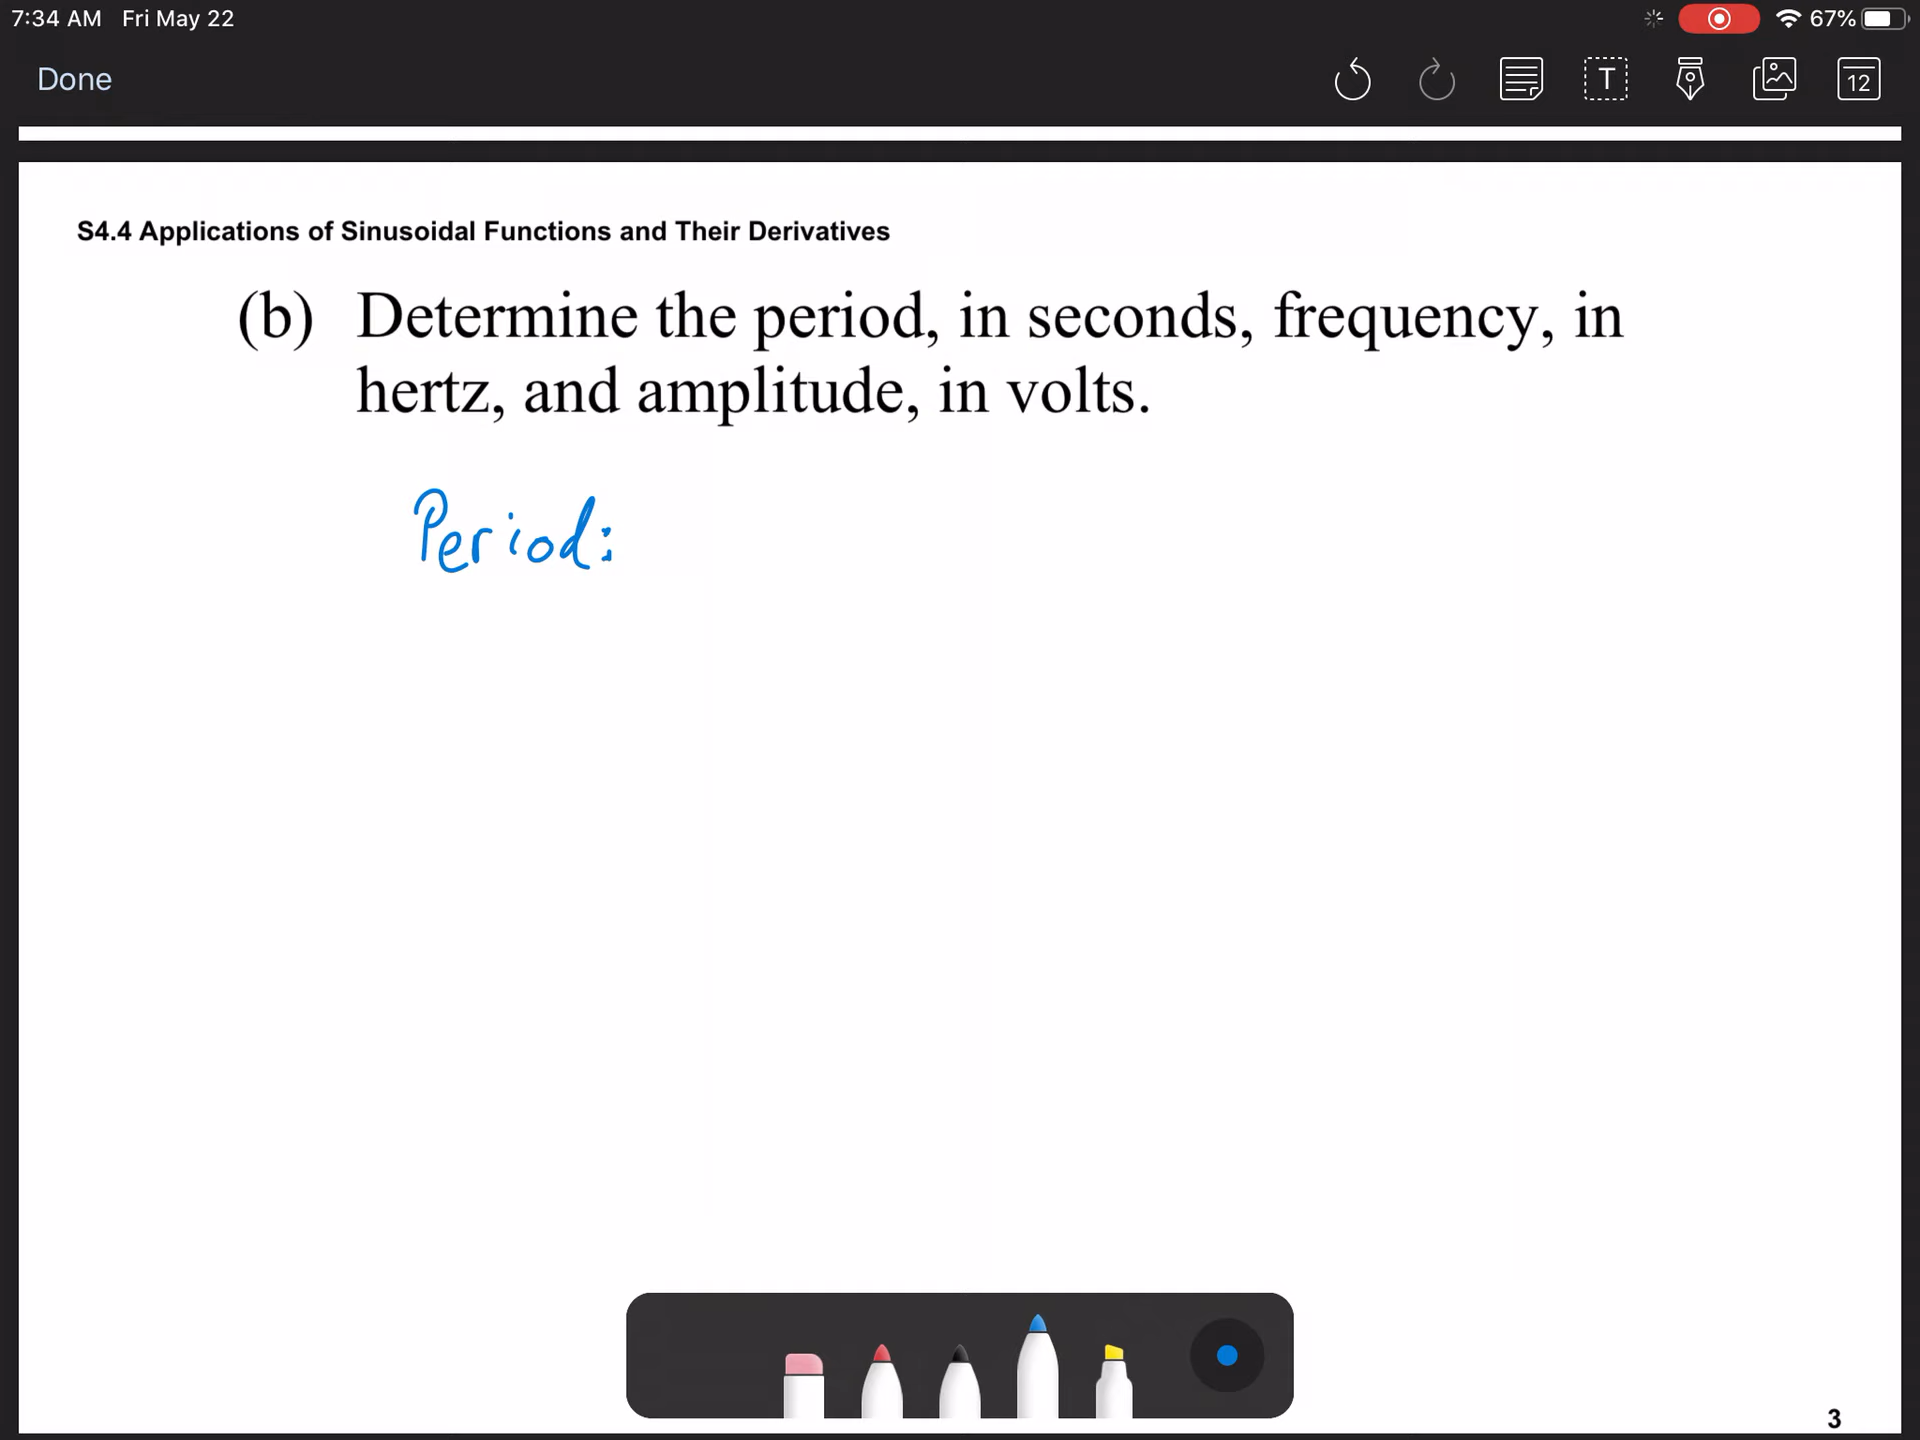 7:34 AM Fri May 22
67%
Done
T
12
S4.4 Applications of Sinusoidal Functions and Their Derivatives
(b) Determine the period, in seconds, frequency, in
hertz, and amplitude, in volts.
Period:
3